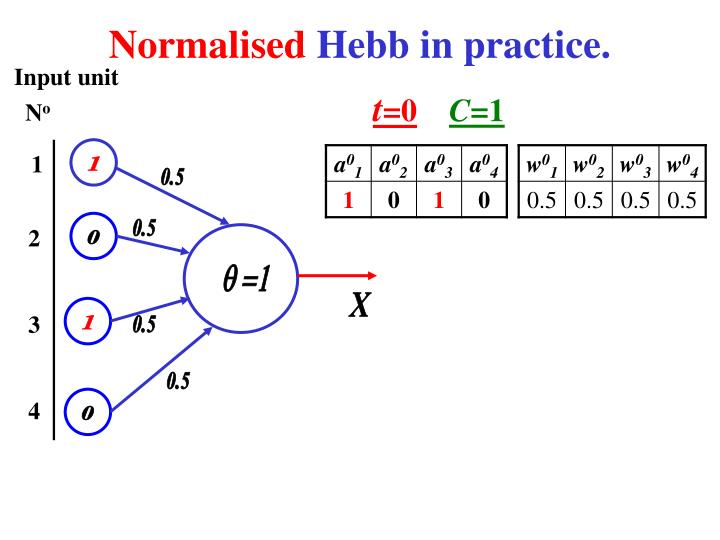 Normalised Hebb in practice.
Input unit
Nº
t=0 C=1
a⁰₁ a⁰₂ a⁰₃ a⁰₄ w⁰₁ w⁰₂ w⁰₃ w⁰₄
1 0 1 0 0.5 0.5 0.5 0.5
1 1 0.5
2 0 0.5
θ=1
X
3 1 0.5
0.5
4 0